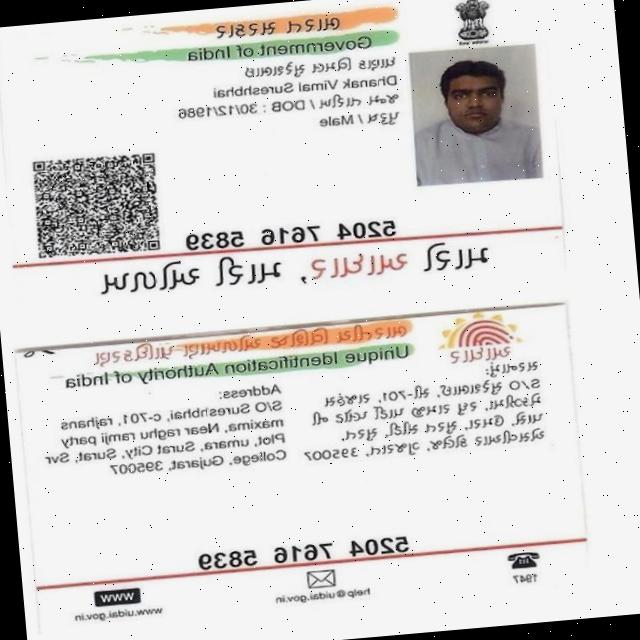 ભારત સરકાર
Government of India
વિમલ સુરેશભાઇ
Dhanak Vimal Sureshbhai
જન્મ તારીખ / DOB : 30/12/1986
પુરુષ / Male
5204 7616 5839
મારો આધાર, મારી ઓળખ
ભારતીય વિશિષ્ટ ઓળખાણ પ્રાધિકરણ
Unique Identification Authority of India
આધાર
સરનામું:
S/O સુરેશભાઇ, સી-701, રાજહંસ
રઘુ રામજી પાર્ટી પ્લોટ ની
પાસે, ઉમરા, સુરત સીટી, સુરત,
કોલેજ, ગુજરાત, 395007
Address:
S/O Sureshbhai, c-701, rajhans,
maxima, Near raghu ramji party
Plot, umara, Surat City, Surat, Svr
College, Gujarat, 395007
5204 7616 5839
1947
help@uidai.gov.in
WWW
www.uidai.gov.in